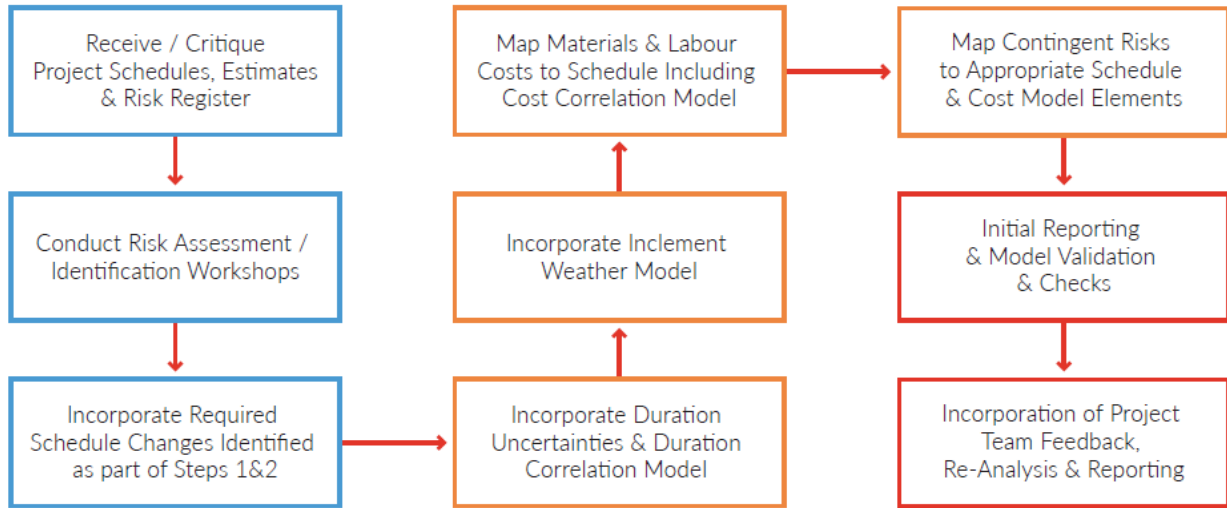 Receive / Critique
Project Schedules, Estimates
& Risk Register
Conduct Risk Assessment /
Identification Workshops
Incorporate Required
Schedule Changes Identified
as part of Steps 1&2
Incorporate Duration
Uncertainties & Duration
Correlation Model
Incorporate Inclement
Weather Model
Map Materials & Labour
Costs to Schedule Including
Cost Correlation Model
Map Contingent Risks
to Appropriate Schedule
& Cost Model Elements
Initial Reporting
& Model Validation
& Checks
Incorporation of Project
Team Feedback,
Re-Analysis & Reporting